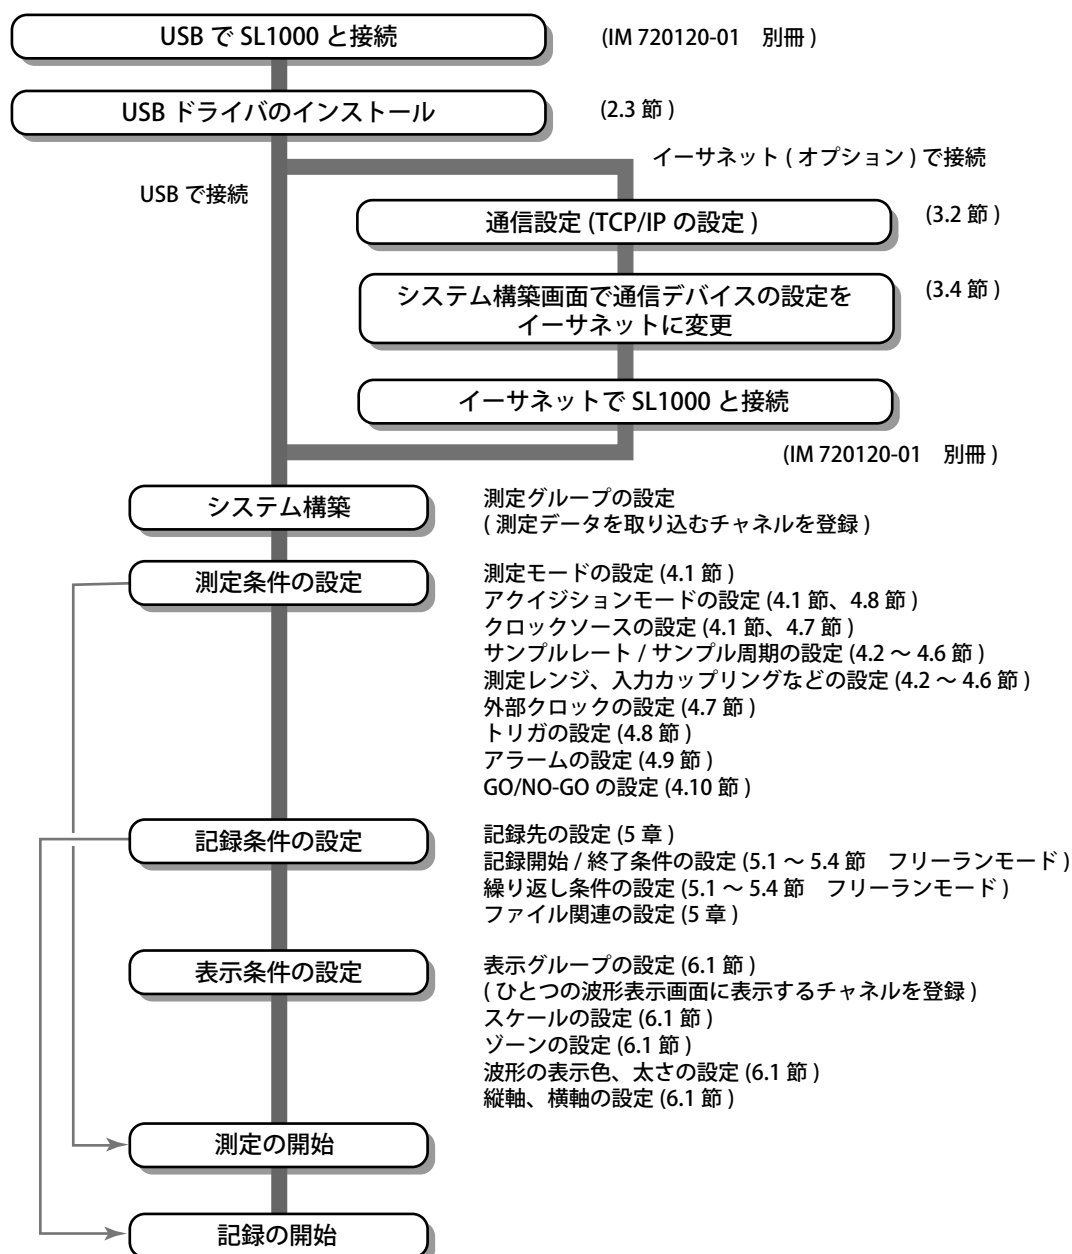 USB で SL1000 と接続
(IM 720120-01　別冊 )
USB ドライバのインストール
(2.3 節 )
イーサネット ( オプション ) で接続
USB で接続
通信設定 (TCP/IP の設定 )
(3.2 節 )
システム構築画面で通信デバイスの設定を
イーサネットに変更
(3.4 節 )
イーサネットで SL1000 と接続
(IM 720120-01　別冊 )
システム構築
測定グループの設定
( 測定データを取り込むチャネルを登録 )
測定条件の設定
測定モードの設定 (4.1 節 )
アクイジションモードの設定 (4.1 節、4.8 節 )
クロックソースの設定 (4.1 節、4.7 節 )
サンプルレート / サンプル周期の設定 (4.2 ～ 4.6 節 )
測定レンジ、入力カップリングなどの設定 (4.2 ～ 4.6 節 )
外部クロックの設定 (4.7 節 )
トリガの設定 (4.8 節 )
アラームの設定 (4.9 節 )
GO/NO-GO の設定 (4.10 節 )
記録条件の設定
記録先の設定 (5 章 )
記録開始 / 終了条件の設定 (5.1 ～ 5.4 節　フリーランモード )
繰り返し条件の設定 (5.1 ～ 5.4 節　フリーランモード )
ファイル関連の設定 (5 章 )
表示条件の設定
表示グループの設定 (6.1 節 )
( ひとつの波形表示画面に表示するチャネルを登録 )
スケールの設定 (6.1 節 )
ゾーンの設定 (6.1 節 )
波形の表示色、太さの設定 (6.1 節 )
縦軸、横軸の設定 (6.1 節 )
測定の開始
記録の開始